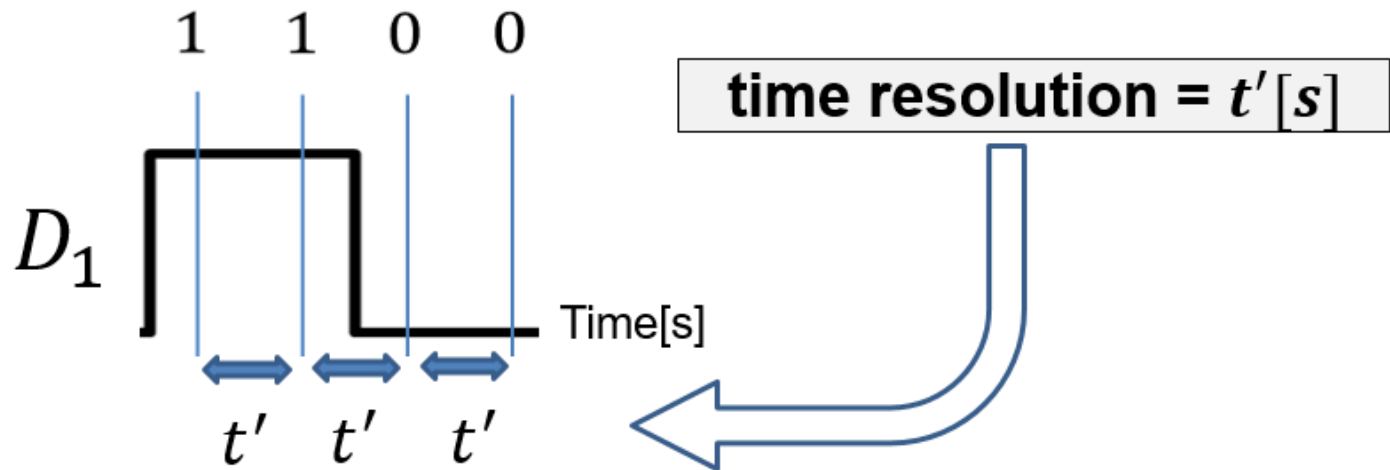 1 1 0 0
time resolution = t′[s]
D₁
Time[s]
t′ t′ t′